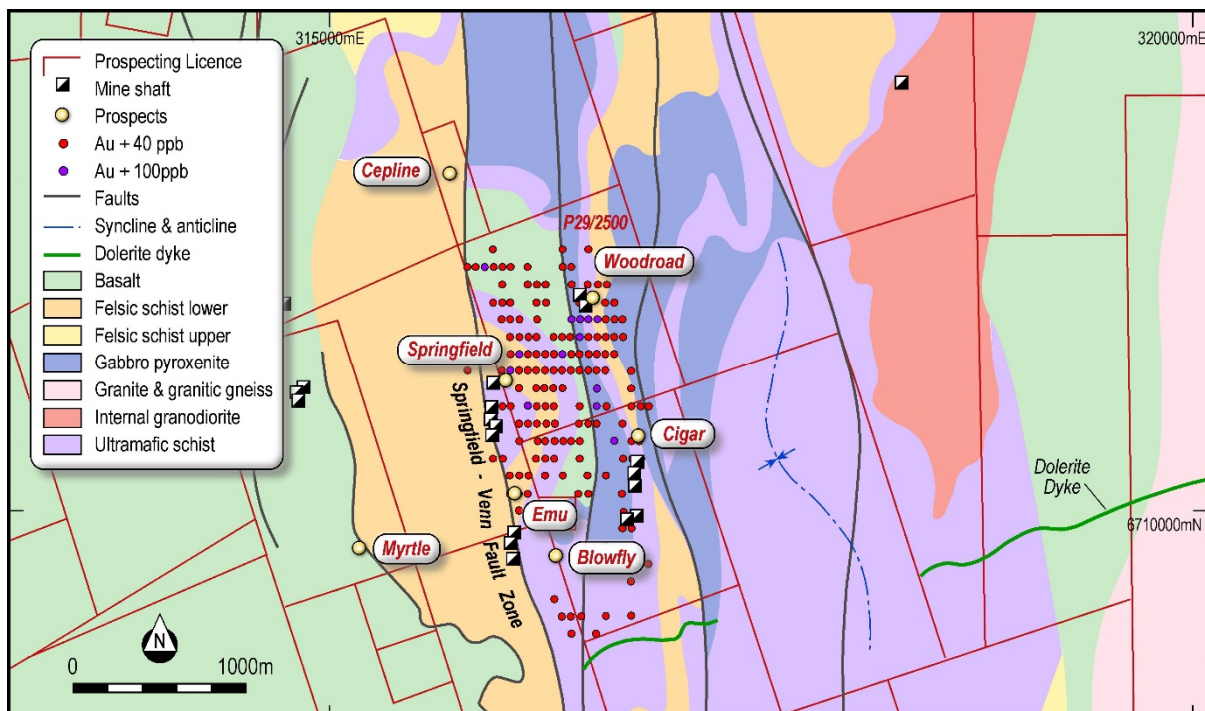 315000mE
320000mE
Prospecting Licence
Mine shaft
Prospects
Au + 40 ppb
Au + 100ppb
Faults
Syncline & anticline
Dolerite dyke
Basalt
Felsic schist lower
Felsic schist upper
Gabbro pyroxenite
Granite & granitic gneiss
Internal granodiorite
Ultramafic schist
Cepline
P29/2500
Woodroad
Springfield
Springfield - Venn Fault Zone
Cigar
Dolerite
Dyke
6710000mN
Emu
Myrtle
Blowfly
N
0
1000m